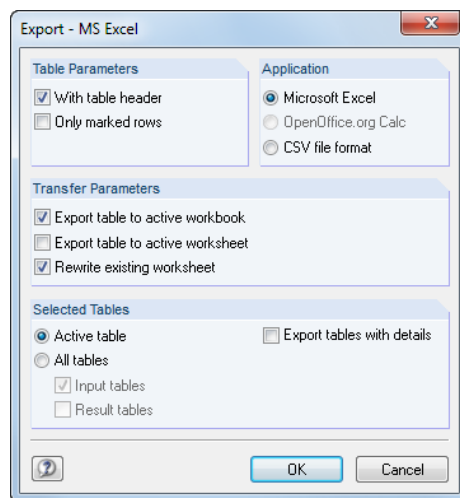 Export - MS Excel
Table Parameters
With table header
Only marked rows
Application
Microsoft Excel
OpenOffice.org Calc
CSV file format
Transfer Parameters
Export table to active workbook
Export table to active worksheet
Rewrite existing worksheet
Selected Tables
Active table
All tables
Input tables
Result tables
Export tables with details
OK
Cancel